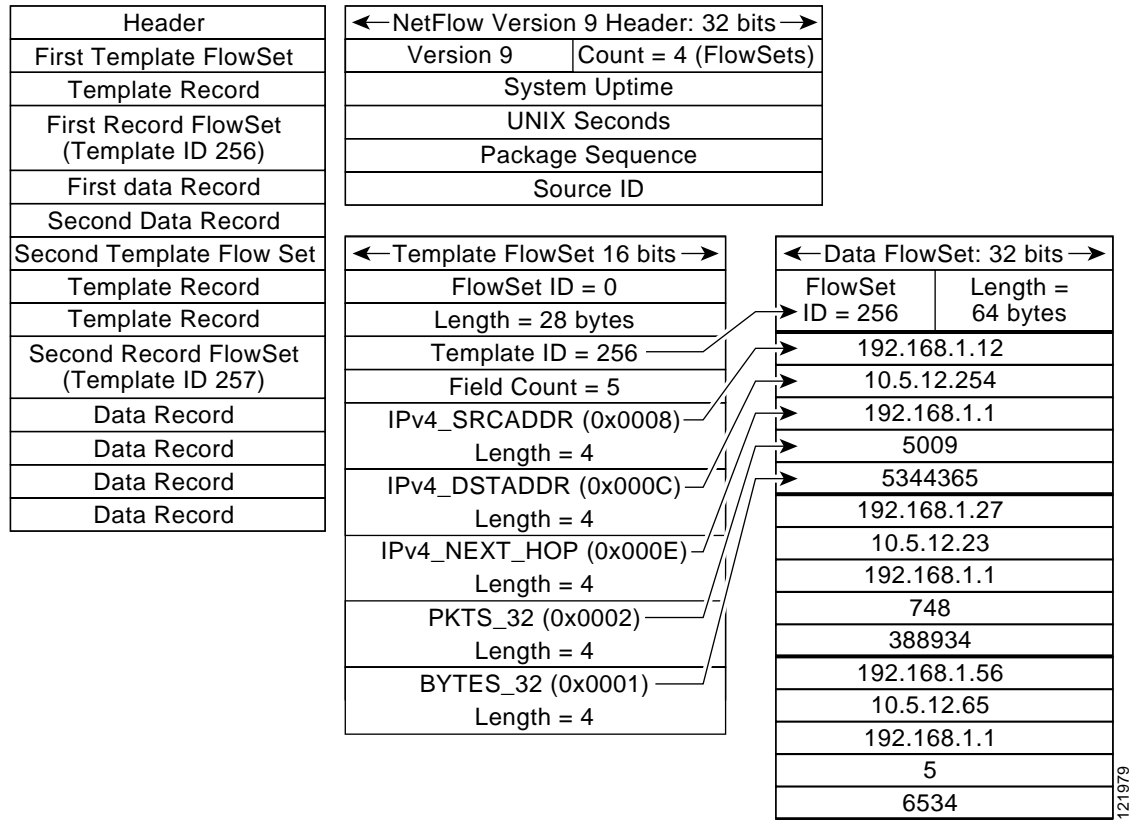 Header
First Template FlowSet
Template Record
First Record FlowSet
(Template ID 256)
First data Record
Second Data Record
Second Template Flow Set
Template Record
Template Record
Second Record FlowSet
(Template ID 257)
Data Record
Data Record
Data Record
Data Record
NetFlow Version 9 Header: 32 bits
Version 9
Count = 4 (FlowSets)
System Uptime
UNIX Seconds
Package Sequence
Source ID
Template FlowSet 16 bits
FlowSet ID = 0
Length = 28 bytes
Template ID = 256
Field Count = 5
IPv4_SRCADDR (0x0008)
Length = 4
IPv4_DSTADDR (0x000C)
Length = 4
IPv4_NEXT_HOP (0x000E)
Length = 4
PKTS_32 (0x0002)
Length = 4
BYTES_32 (0x0001)
Length = 4
Data FlowSet: 32 bits
FlowSet
ID = 256
Length =
64 bytes
192.168.1.12
10.5.12.254
192.168.1.1
5009
5344365
192.168.1.27
10.5.12.23
192.168.1.1
748
388934
192.168.1.56
10.5.12.65
192.168.1.1
5
6534
121979